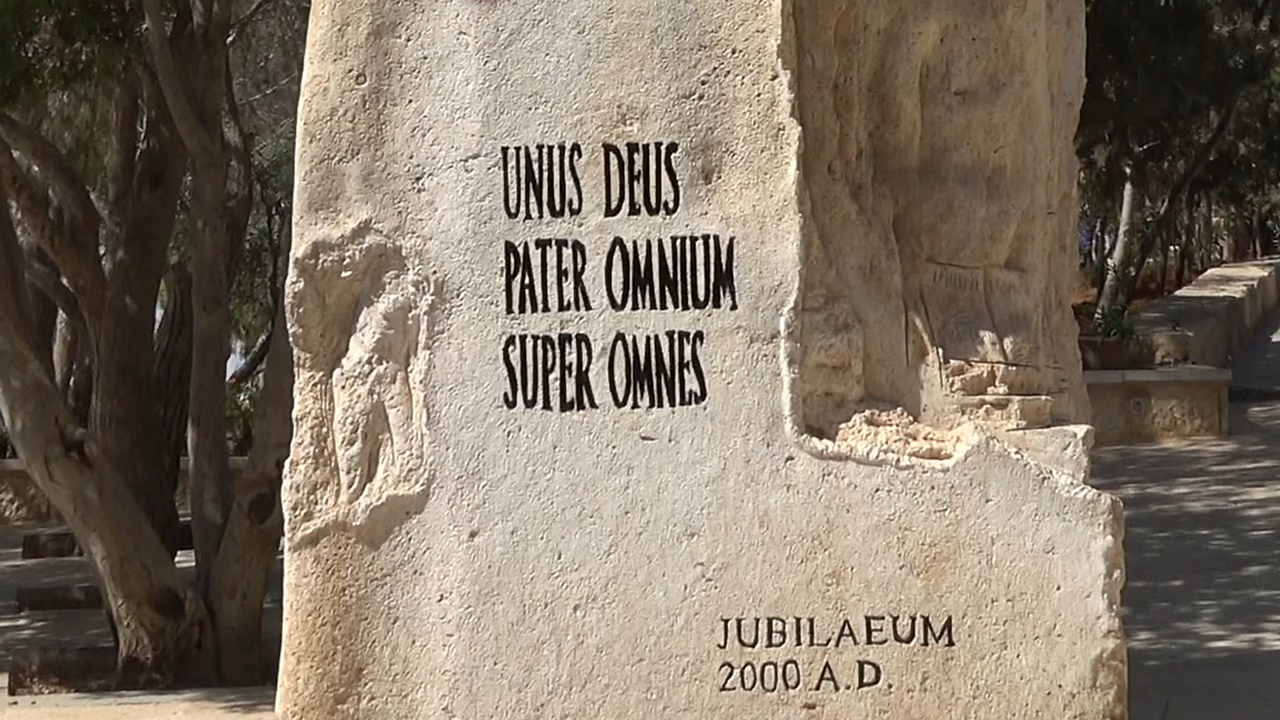 UNUS DEUS
PATER OMNIUM
SUPER OMNES
JUBILAEUM
2000 A.D.